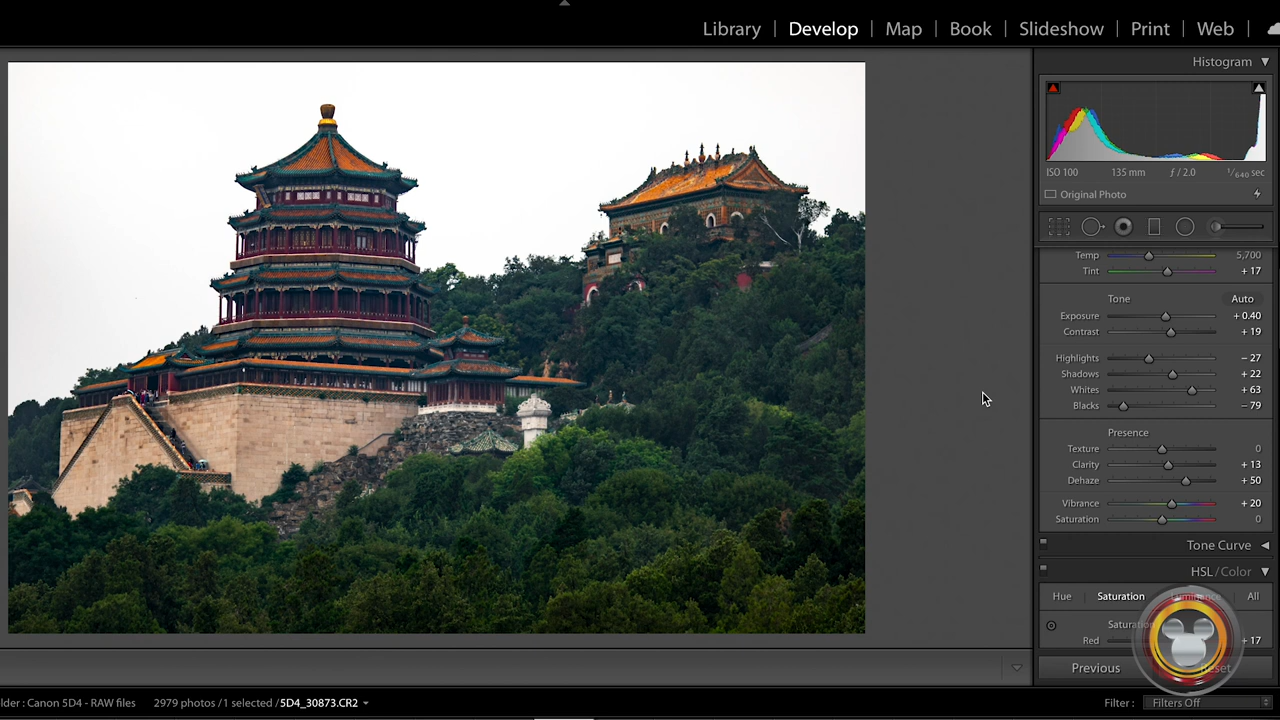 Library | Develop | Map | Book | Slideshow | Print | Web |
Histogram
ISO 100 135 mm ƒ / 2.0 1/640 sec
Original Photo
Temp 5,700
Tint + 17
Tone Auto
Exposure + 0.40
Contrast + 19
Highlights − 27
Shadows + 22
Whites + 63
Blacks − 79
Presence
Texture 0
Clarity + 13
Dehaze + 50
Vibrance + 20
Saturation 0
Tone Curve
HSL / Color
Hue Saturation Luminance All
Saturation
Red + 17
Previous Reset
lder : Canon 5D4 - RAW files 2979 photos / 1 selected / 5D4_30873.CR2 Filter : Filters Off